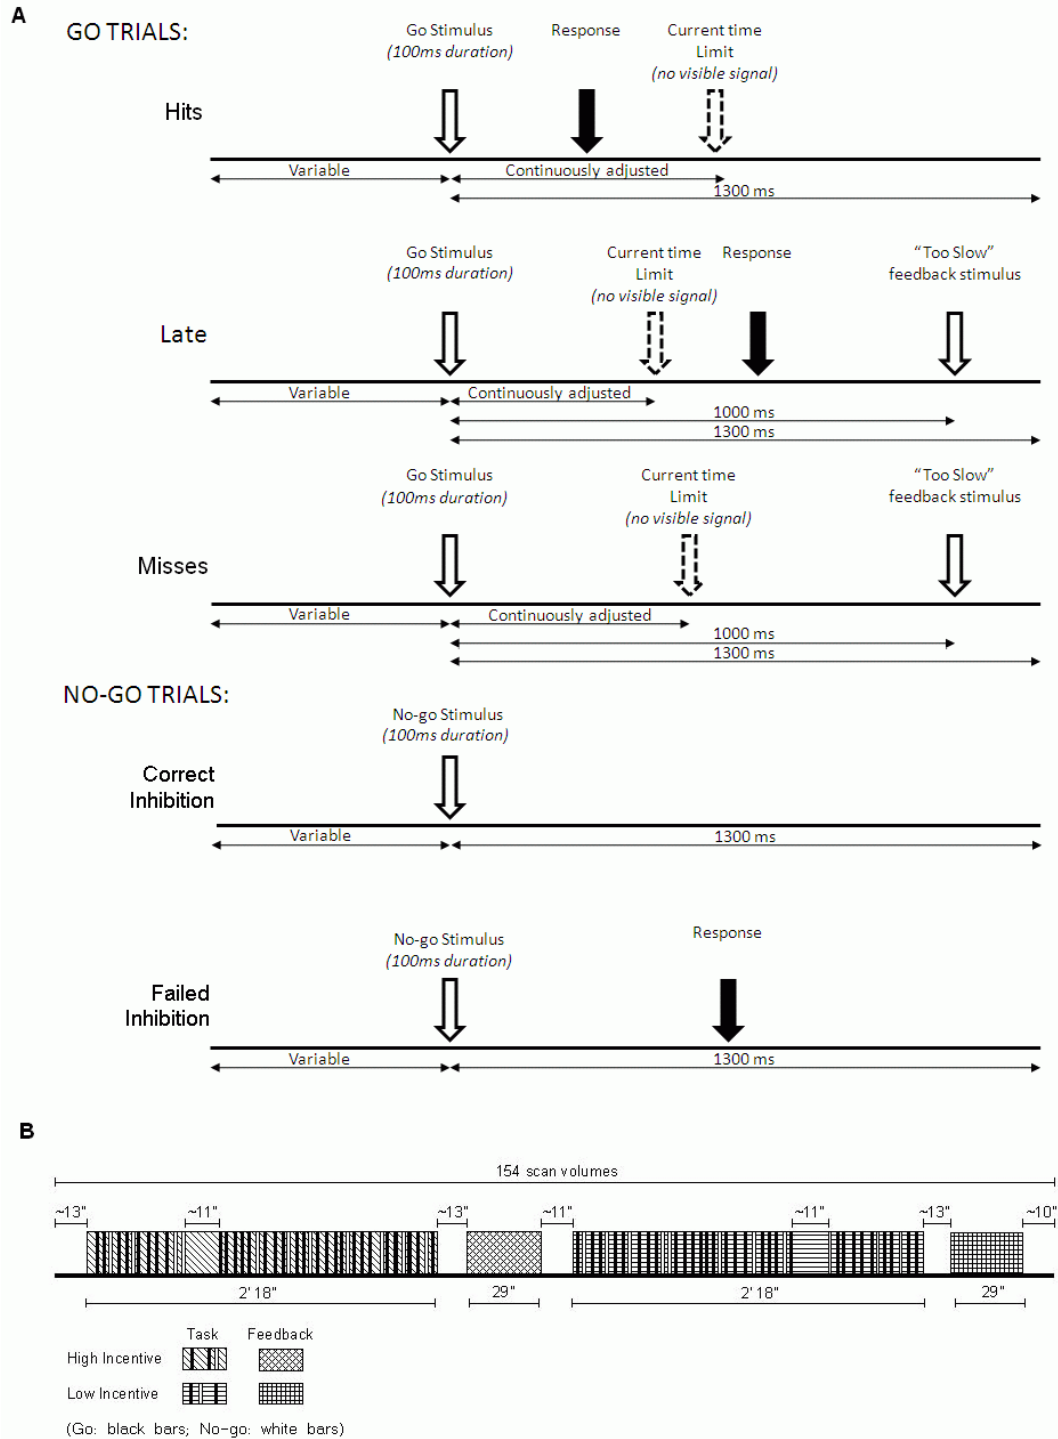 A
GO TRIALS:
Go Stimulus
(100ms duration)
Response
Current time
Limit
(no visible signal)
Hits
Variable
Continuously adjusted
1300 ms
Go Stimulus
(100ms duration)
Current time
Limit
(no visible signal)
Response
“Too Slow”
feedback stimulus
Late
Variable
Continuously adjusted
1000 ms
1300 ms
Go Stimulus
(100ms duration)
Current time
Limit
(no visible signal)
“Too Slow”
feedback stimulus
Misses
Variable
Continuously adjusted
1000 ms
1300 ms
NO-GO TRIALS:
No-go Stimulus
(100ms duration)
Correct
Inhibition
Variable
1300 ms
No-go Stimulus
(100ms duration)
Response
Failed
Inhibition
Variable
1300 ms
B
154 scan volumes
~13" ~11" ~13" ~11" ~11" ~13" ~10"
2' 18" 29" 2' 18" 29"
Task Feedback
High Incentive
Low Incentive
(Go: black bars; No-go: white bars)